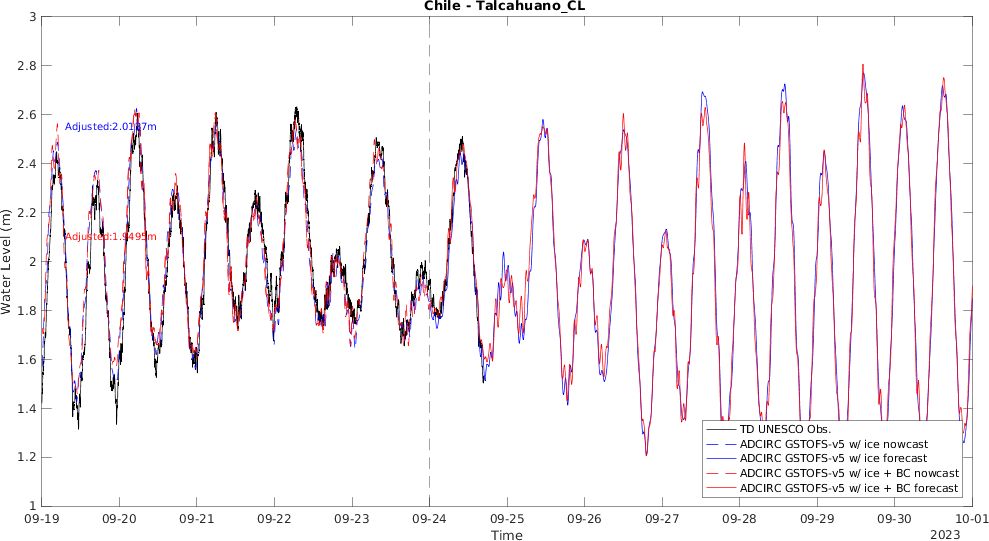 Chile - Talcahuano_CL
3
2.8
2.6
2.4
2.2
2
1.8
1.6
1.4
1.2
1
Water Level (m)
Adjusted:2.0187m
Adjusted:1.9495m
TD UNESCO Obs.
ADCIRC GSTOFS-v5 w/ ice nowcast
ADCIRC GSTOFS-v5 w/ ice forecast
ADCIRC GSTOFS-v5 w/ ice + BC nowcast
ADCIRC GSTOFS-v5 w/ ice + BC forecast
09-19 09-20 09-21 09-22 09-23 09-24 09-25 09-26 09-27 09-28 09-29 09-30 10-01
Time
2023